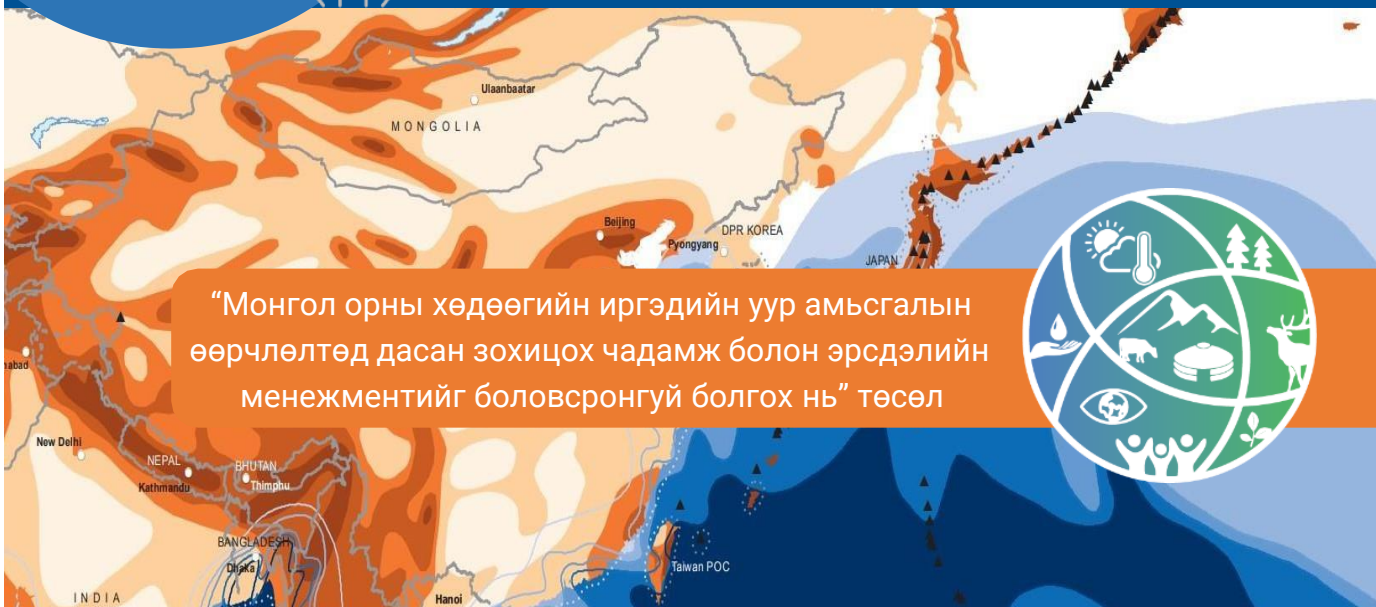 Ulaanbaatar
MONGOLIA
Beijing
DPR KOREA
Pyongyang
JAPAN
“Монгол орны хөдөөгийн иргэдийн уур амьсгалын
өөрчлөлтөд дасан зохицох чадамж болон эрсдэлийн
менежментийг боловсронгуй болгох нь” төсөл
abad
New Delhi
NEPAL
BHUTAN
Kathmandu
Thimphu
BANGLADESH
Dhaka
Taiwan POC
INDIA
Hanoi